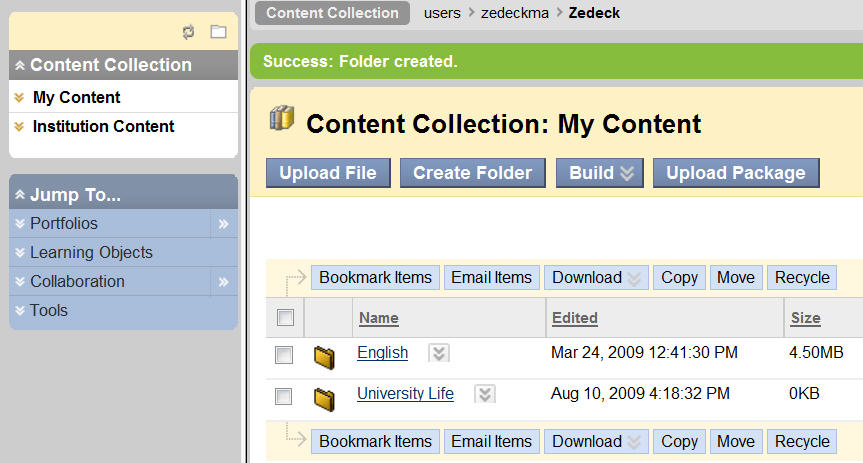 Content Collection users > zedeckma > Zedeck
Success: Folder created.
Content Collection
My Content
Institution Content
Jump To...
Portfolios
Learning Objects
Collaboration
Tools
Content Collection: My Content
Upload File Create Folder Build Upload Package
Bookmark Items Email Items Download Copy Move Recycle
Name Edited Size
English Mar 24, 2009 12:41:30 PM 4.50MB
University Life Aug 10, 2009 4:18:32 PM 0KB
Bookmark Items Email Items Download Copy Move Recycle